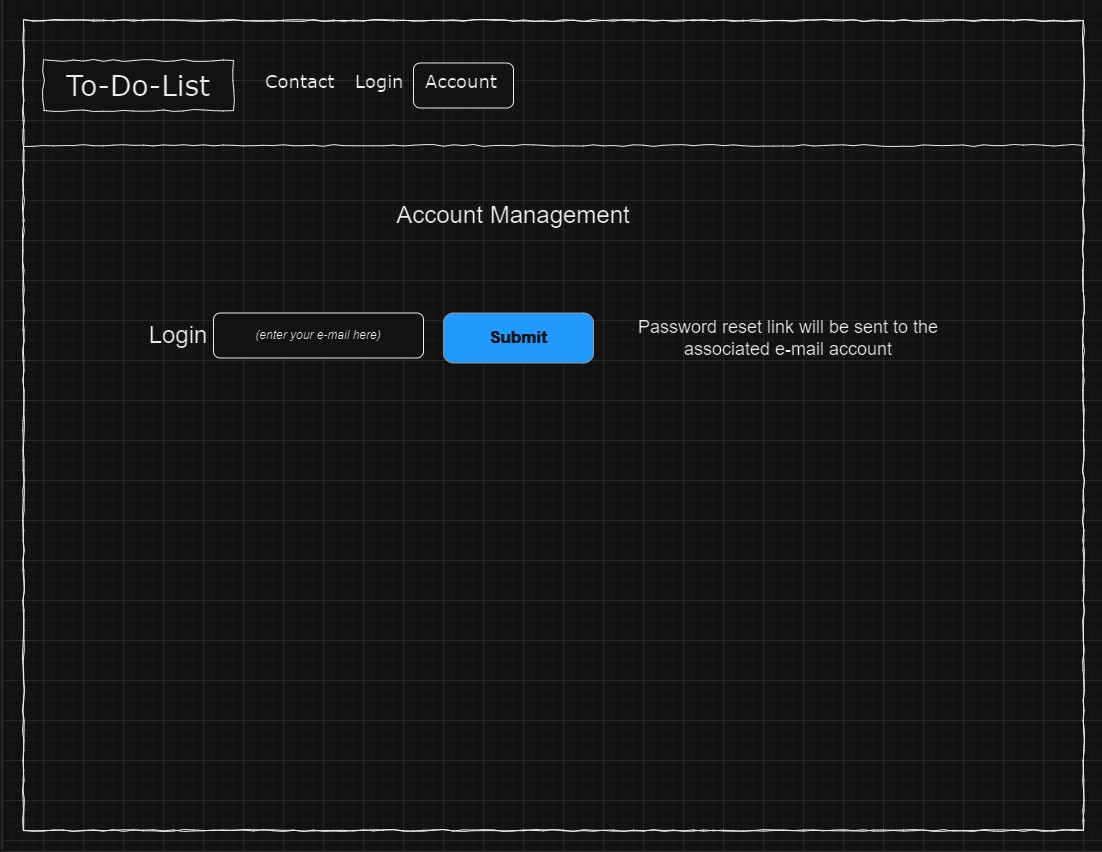 To-Do-List
Contact Login Account
Account Management
Login (enter your e-mail here) Submit
Password reset link will be sent to the
associated e-mail account